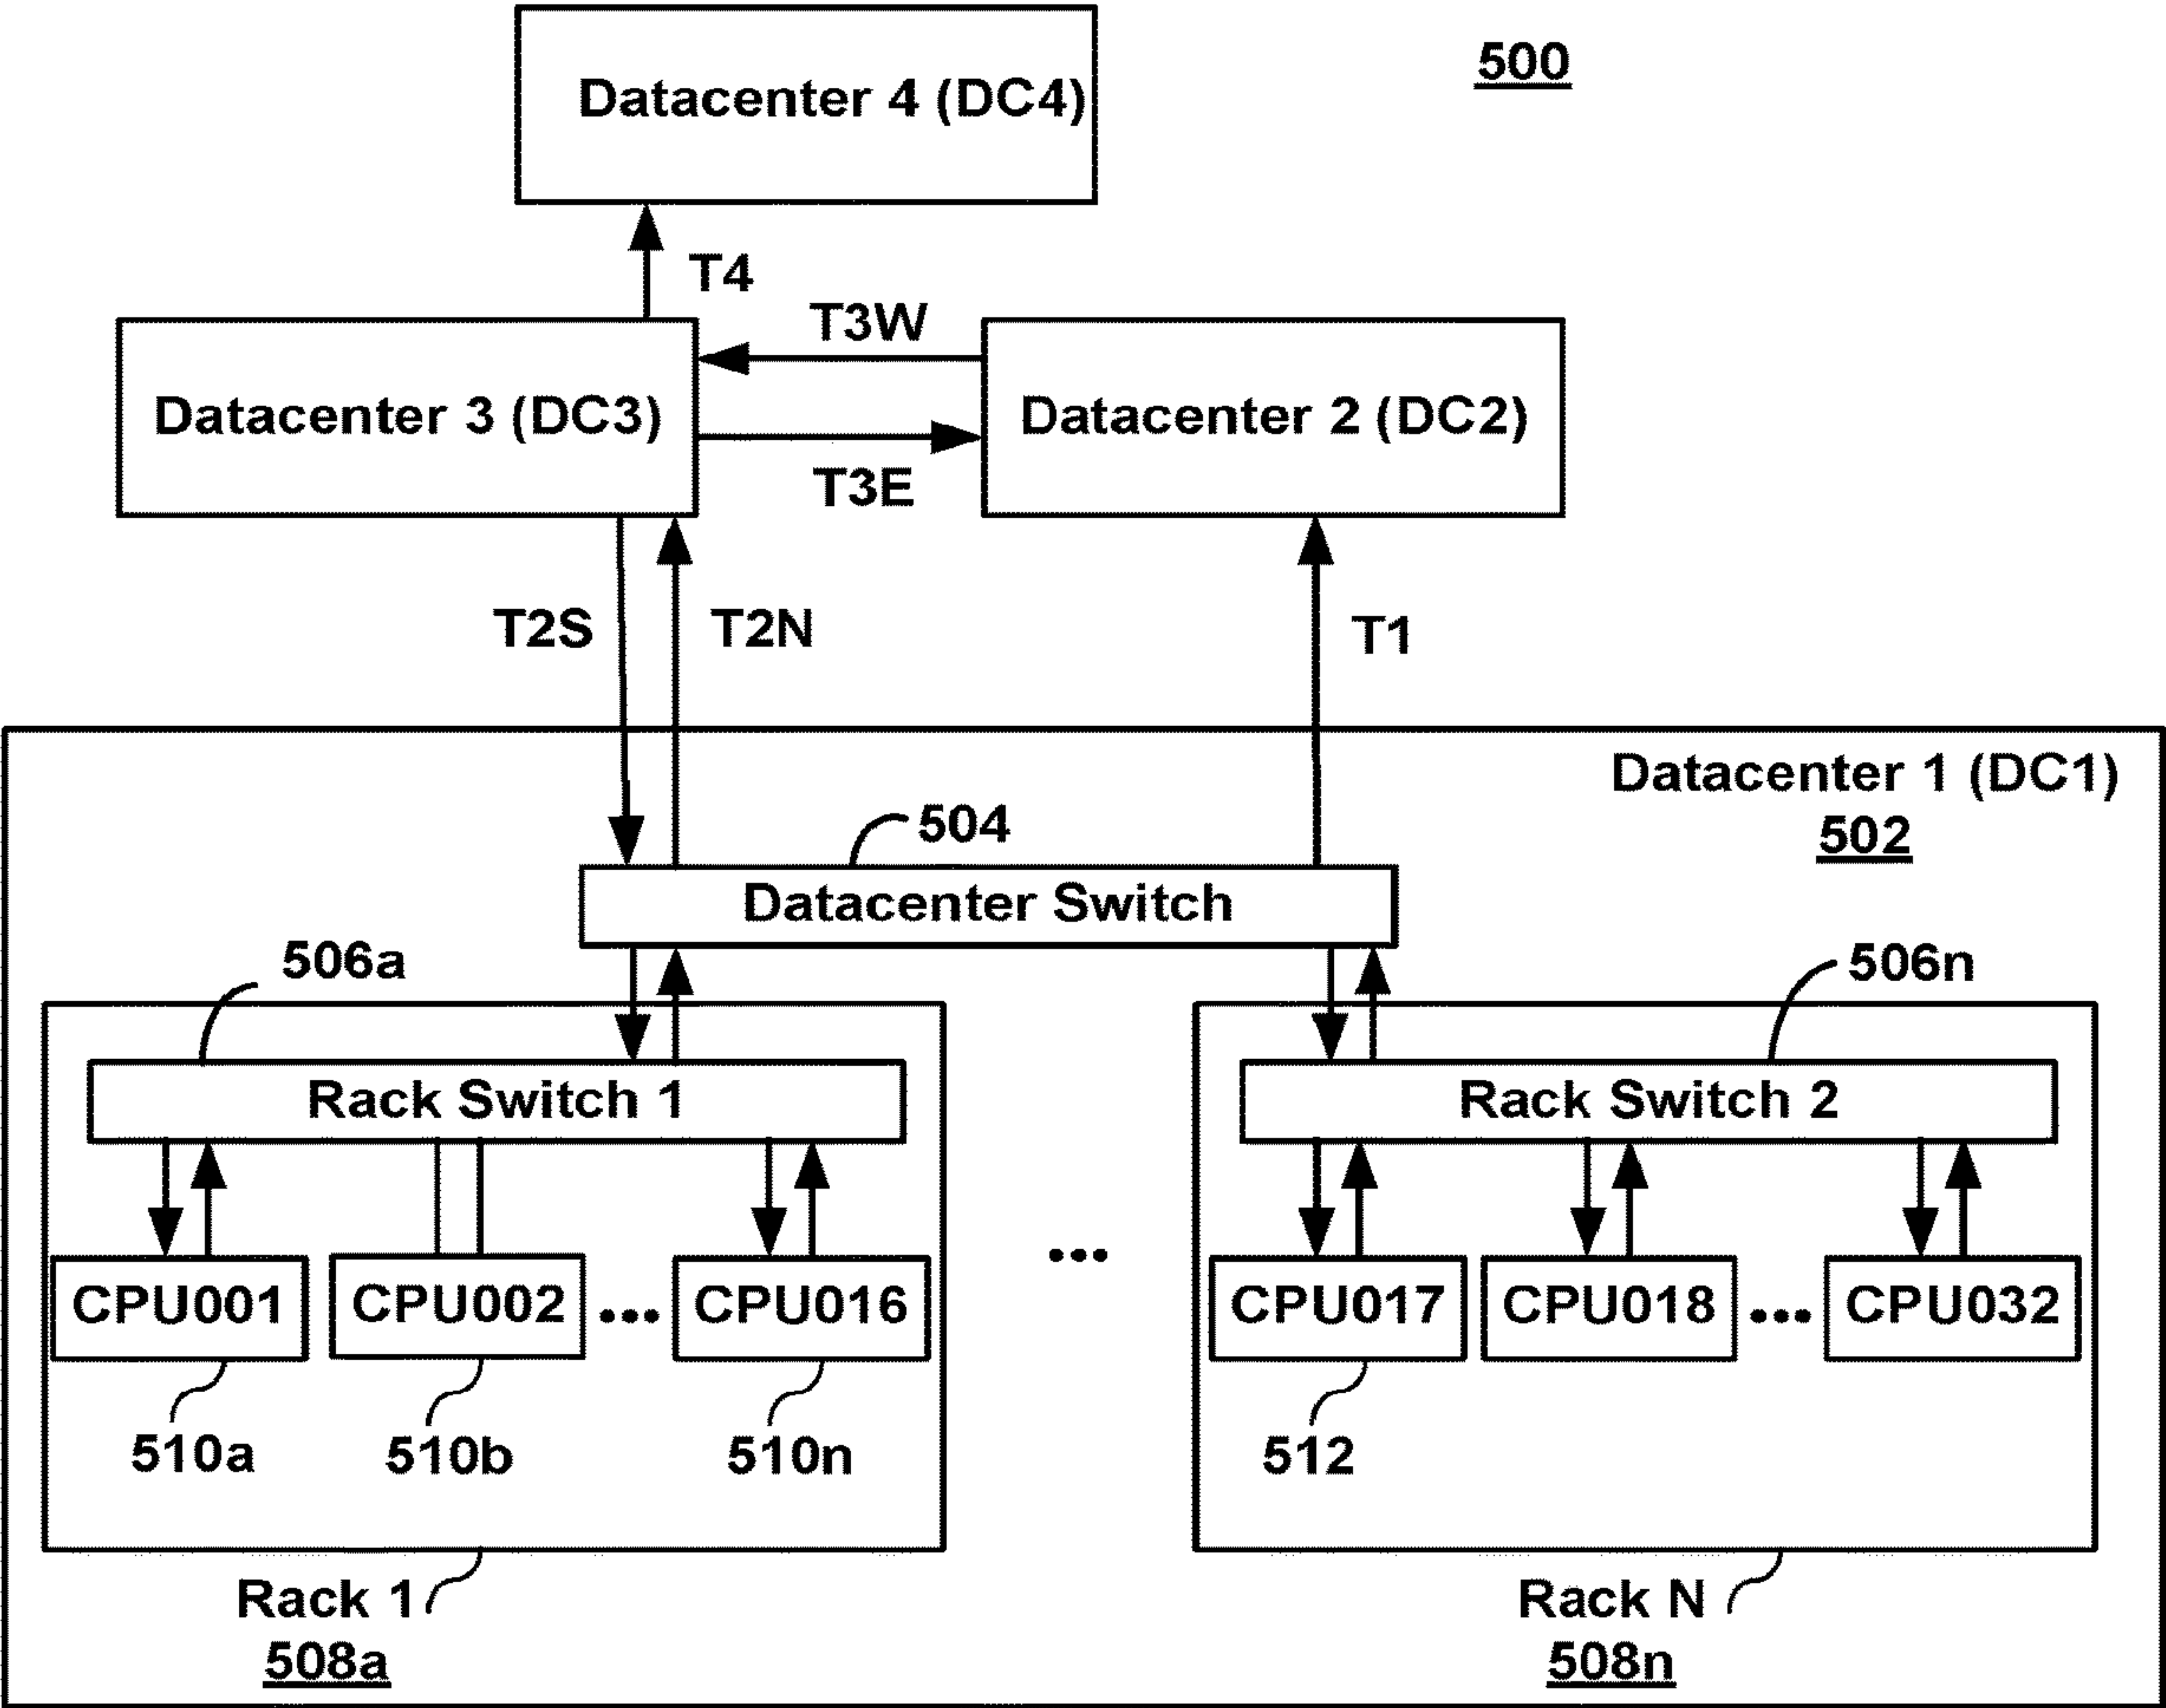 500
Datacenter 4 (DC4)
T4
T3W
Datacenter 3 (DC3)
Datacenter 2 (DC2)
T3E
T2S
T2N
T1
Datacenter 1 (DC1)
502
504
Datacenter Switch
506a
506n
Rack Switch 1
Rack Switch 2
...
CPU001
CPU002
...
CPU016
CPU017
CPU018
...
CPU032
510a
510b
510n
512
Rack 1
508a
Rack N
508n